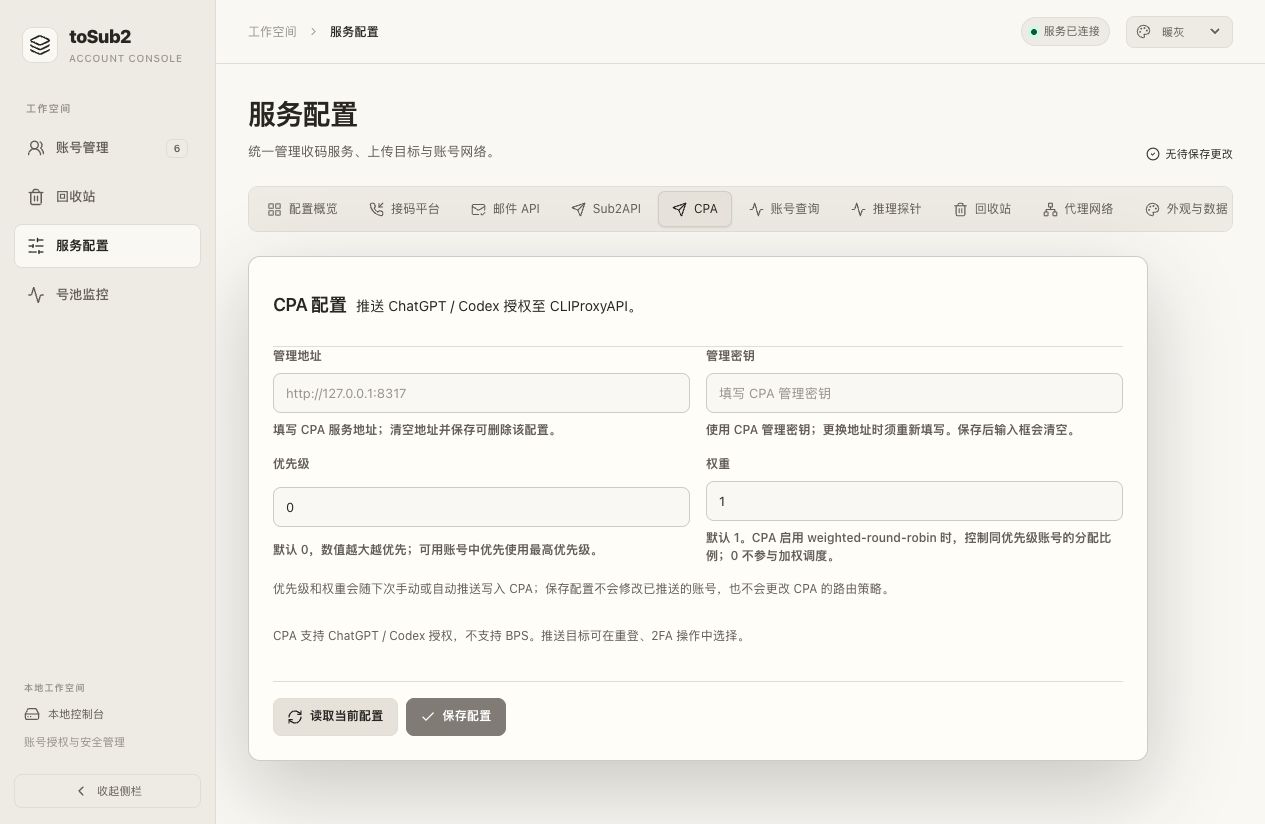 toSub2
ACCOUNT CONSOLE
工作空间
账号管理
6
回收站
服务配置
号池监控
本地工作空间
本地控制台
账号授权与安全管理
收起侧栏
工作空间
服务配置
服务已连接
暖灰
服务配置
统一管理收码服务、上传目标与账号网络。
无待保存更改
配置概览
接码平台
邮件 API
Sub2API
CPA
账号查询
推理探针
回收站
代理网络
外观与数据
CPA 配置 推送 ChatGPT / Codex 授权至 CLIProxyAPI。
管理地址
http://127.0.0.1:8317
填写 CPA 服务地址；清空地址并保存可删除该配置。
管理密钥
填写 CPA 管理密钥
使用 CPA 管理密钥；更换地址时须重新填写。保存后输入框会清空。
优先级
0
默认 0，数值越大越优先；可用账号中优先使用最高优先级。
权重
1
默认 1。CPA 启用 weighted-round-robin 时，控制同优先级账号的分配比
例；0 不参与加权调度。
优先级和权重会随下次手动或自动推送写入 CPA；保存配置不会修改已推送的账号，也不会更改 CPA 的路由策略。
CPA 支持 ChatGPT / Codex 授权，不支持 BPS。推送目标可在重登、2FA 操作中选择。
读取当前配置
保存配置